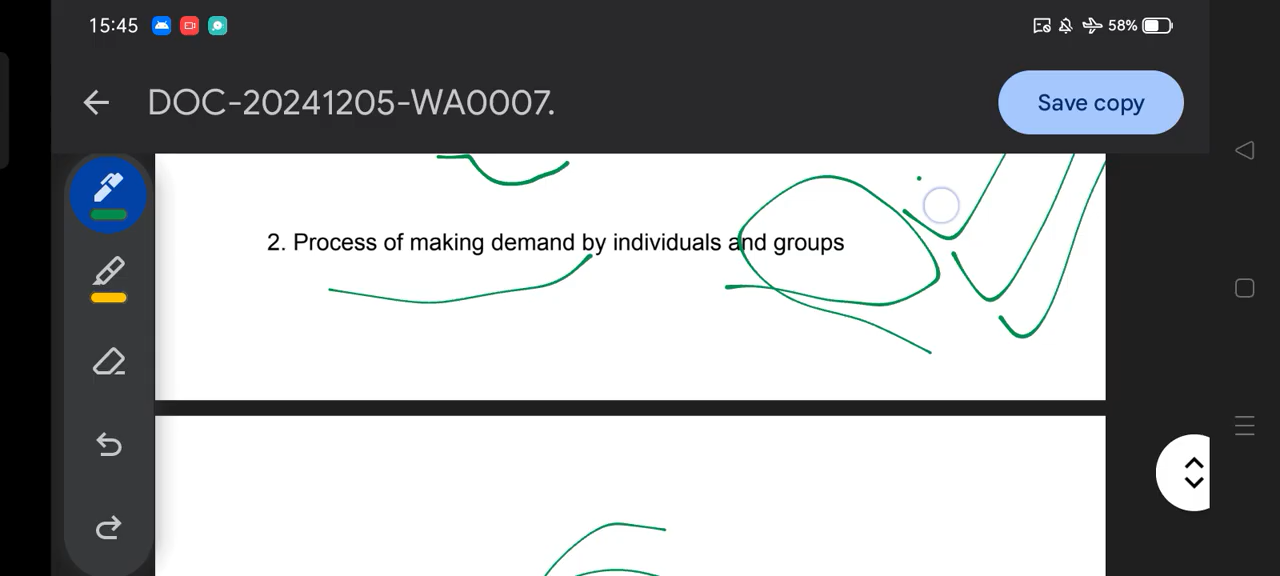 15:45
58%
DOC-20241205-WA0007.
Save copy
2. Process of making demand by individuals and groups